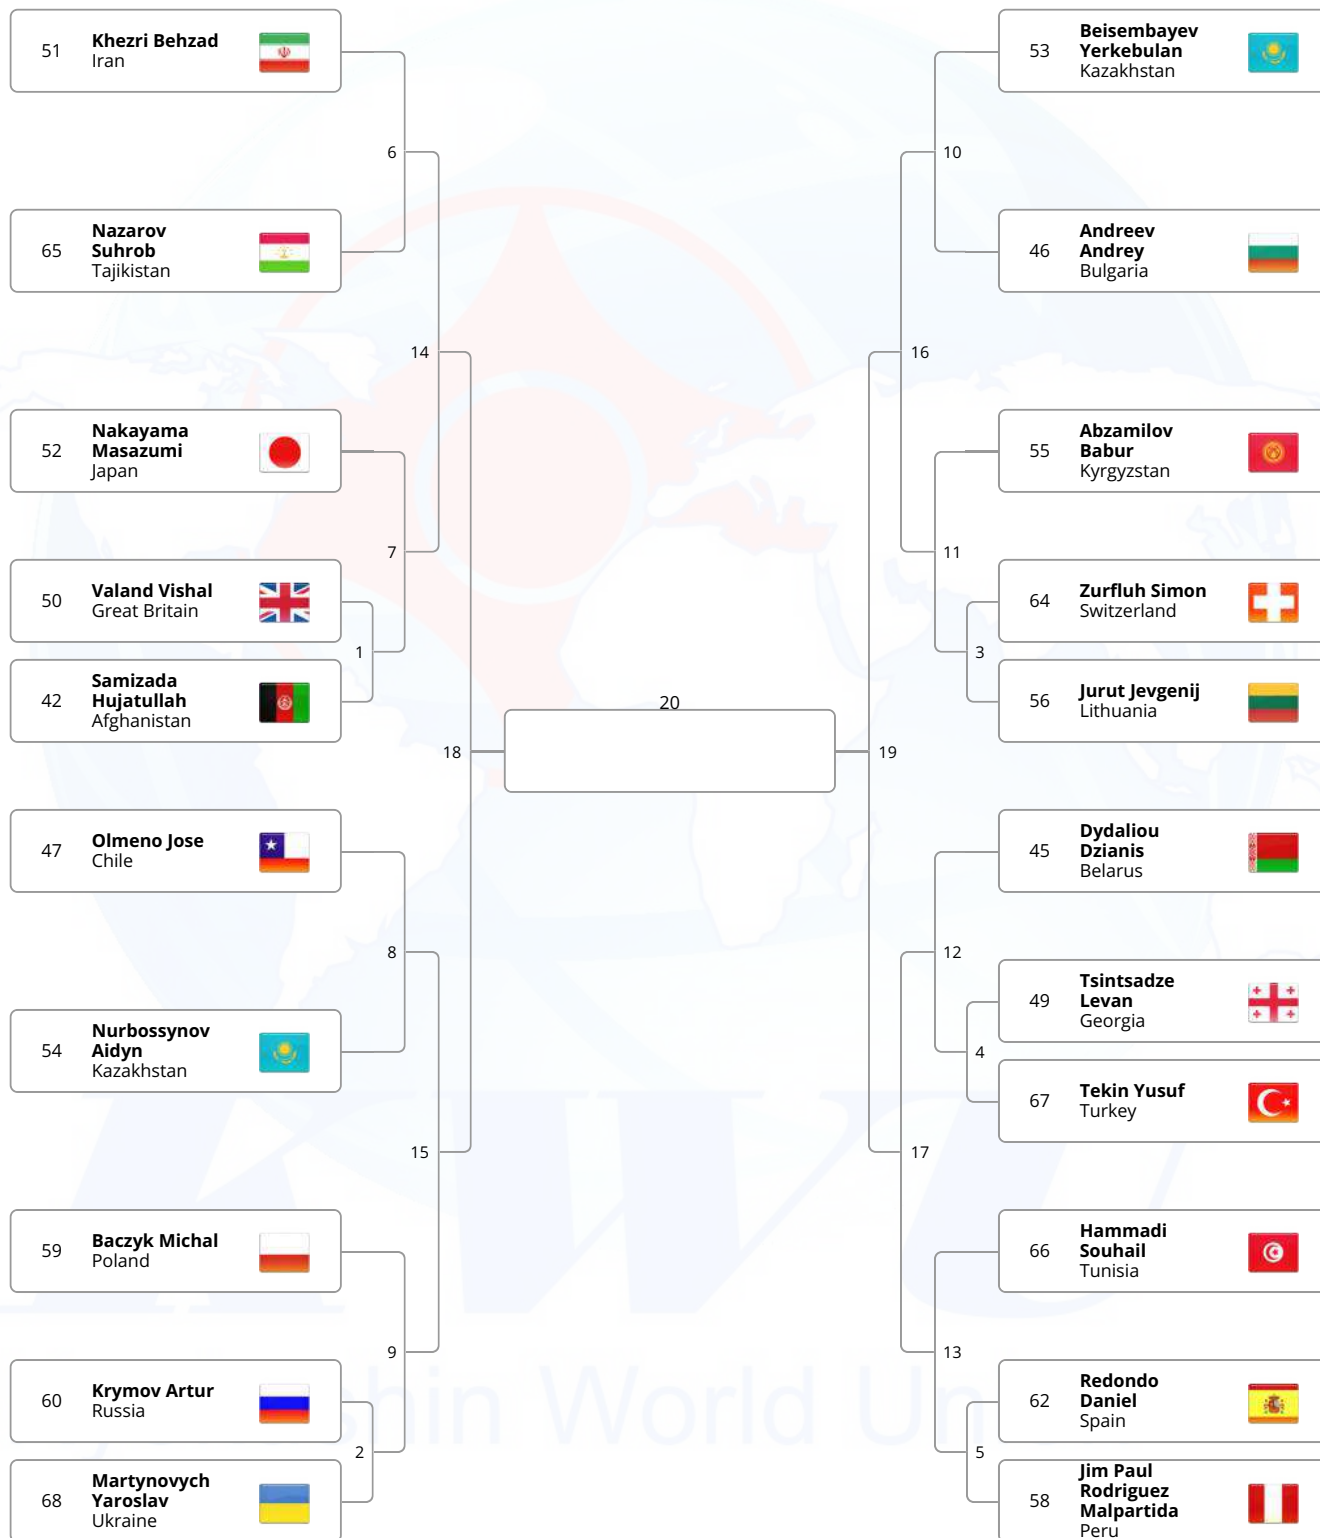 51
Khezri Behzad
Iran
6
65
Nazarov
Suhrob
Tajikistan
14
52
Nakayama
Masazumi
Japan
7
50
Valand Vishal
Great Britain
1
42
Samizada
Hujatullah
Afghanistan
18
47
Olmeno Jose
Chile
8
54
Nurbossynov
Aidyn
Kazakhstan
15
59
Baczyk Michal
Poland
9
60
Krymov Artur
Russia
2
68
Martynovych
Yaroslav
Ukraine
20
53
Beisembayev
Yerkebulan
Kazakhstan
10
46
Andreev
Andrey
Bulgaria
16
55
Abzamilov
Babur
Kyrgyzstan
11
64
Zurfluh Simon
Switzerland
3
56
Jurut Jevgenij
Lithuania
19
45
Dydaliou
Dzianis
Belarus
12
49
Tsintsadze
Levan
Georgia
4
67
Tekin Yusuf
Turkey
17
66
Hammadi
Souhail
Tunisia
13
62
Redondo
Daniel
Spain
5
58
Jim Paul
Rodriguez
Malpartida
Peru
KWU
shin World Un